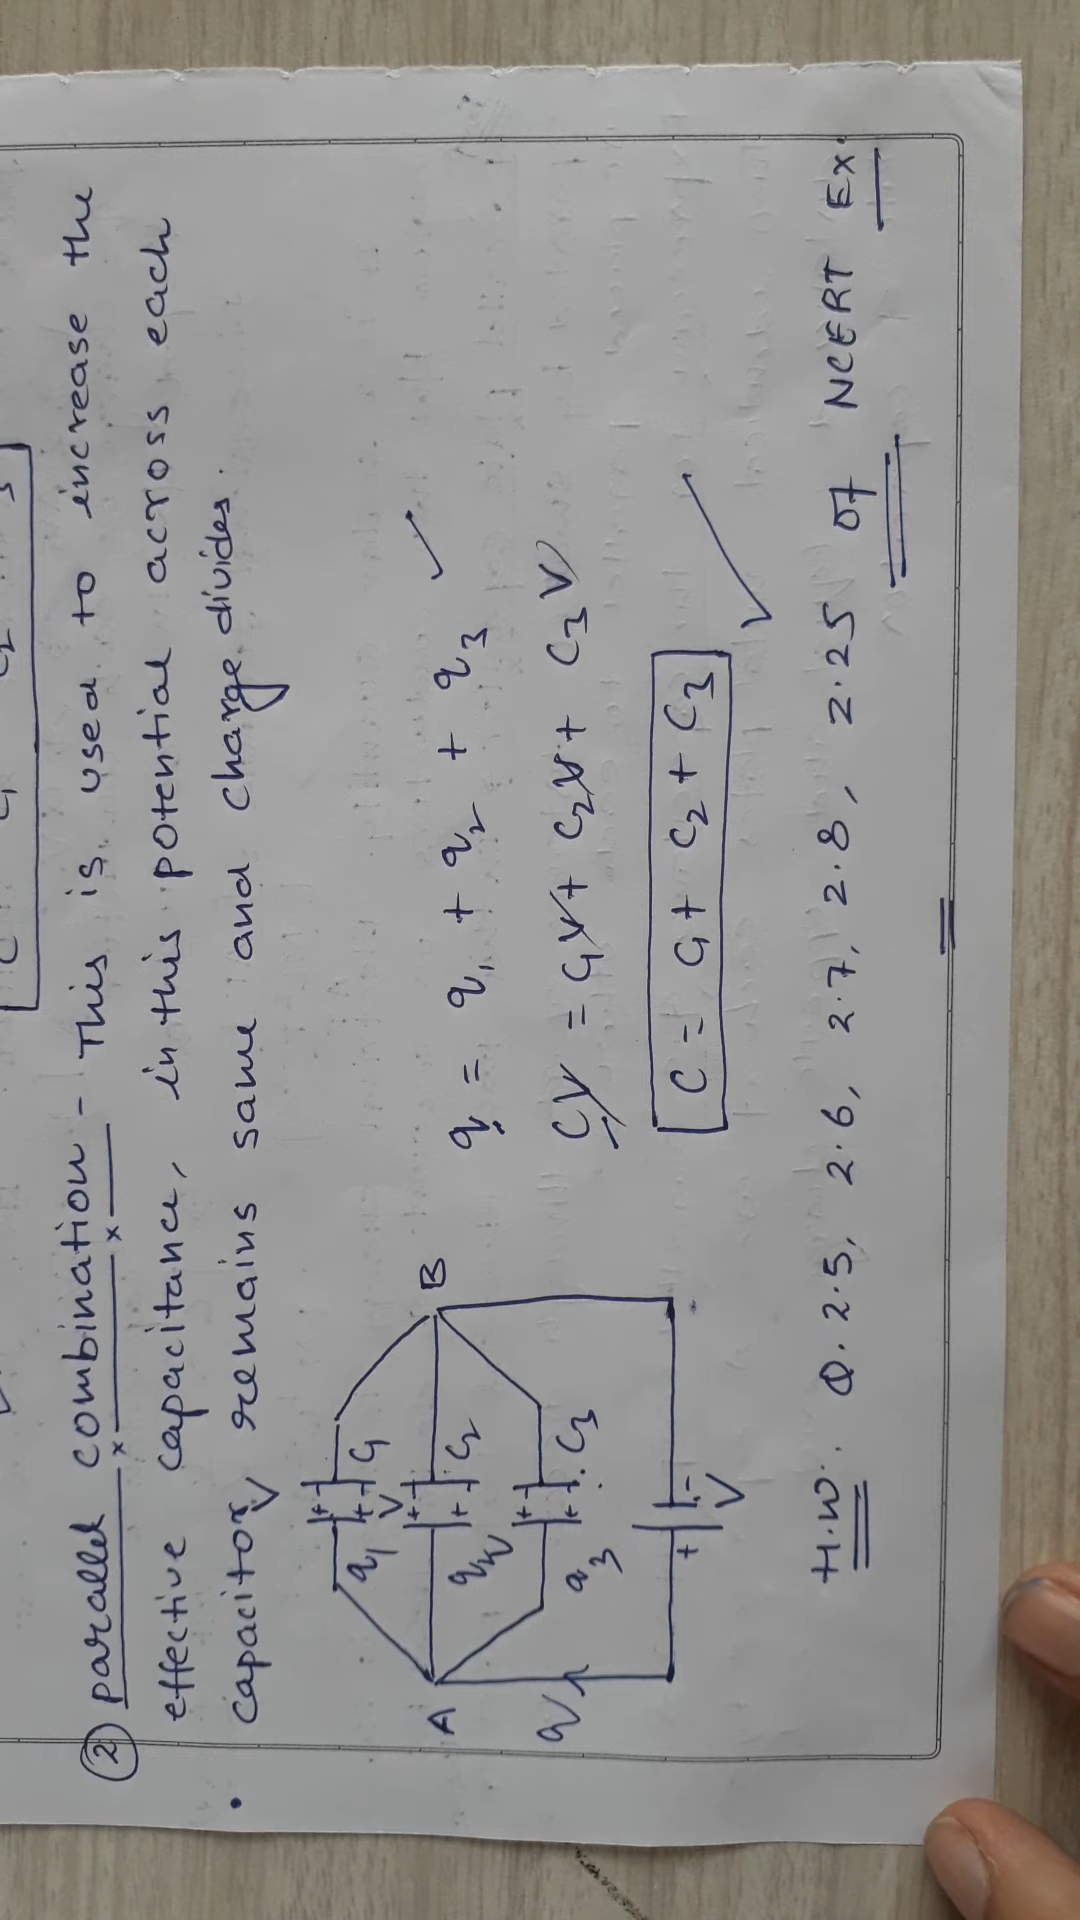 ② parallel combination - This is used to increase the
effective capacitance, in this potential across each
capacitor remains same and charge divides.
q1 C1
V
q2 C2
q3 C3
A B
q
+ -
V
q = q1 + q2 + q3
CV = C1V + C2V + C3V
C = C1 + C2 + C3
H.W. Q. 2.5, 2.6, 2.7, 2.8, 2.25 of NCERT Ex.